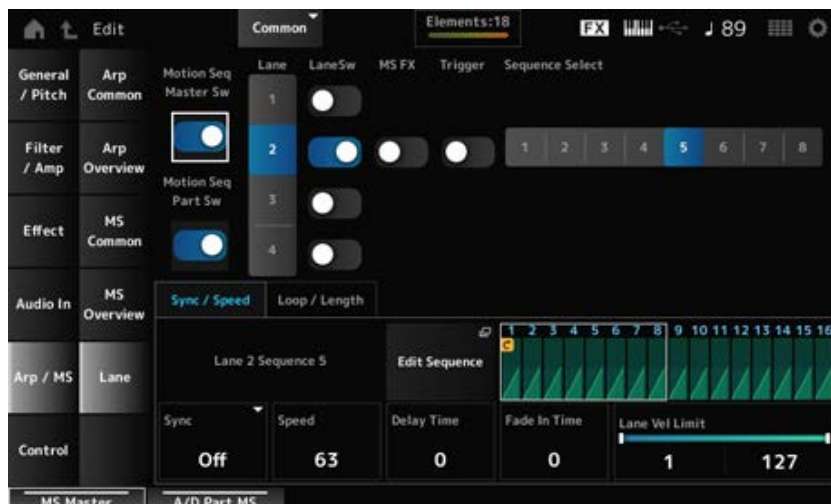 Edit
Common
Elements:18
FX
♩ 89
General
/ Pitch
Arp
Common
Filter
/ Amp
Arp
Overview
Effect
MS
Common
Audio In
MS
Overview
Arp / MS
Lane
Control
Motion Seq
Master Sw
Motion Seq
Part Sw
Lane LaneSw MS FX Trigger Sequence Select
1
2
3
4
1 2 3 4 5 6 7 8
Sync / Speed Loop / Length
Lane 2 Sequence 5
Edit Sequence
1 2 3 4 5 6 7 8 9 10 11 12 13 14 15 16
C
Sync
Off
Speed
63
Delay Time
0
Fade In Time
0
Lane Vel Limit
1 127
MS Master A/D Part MS